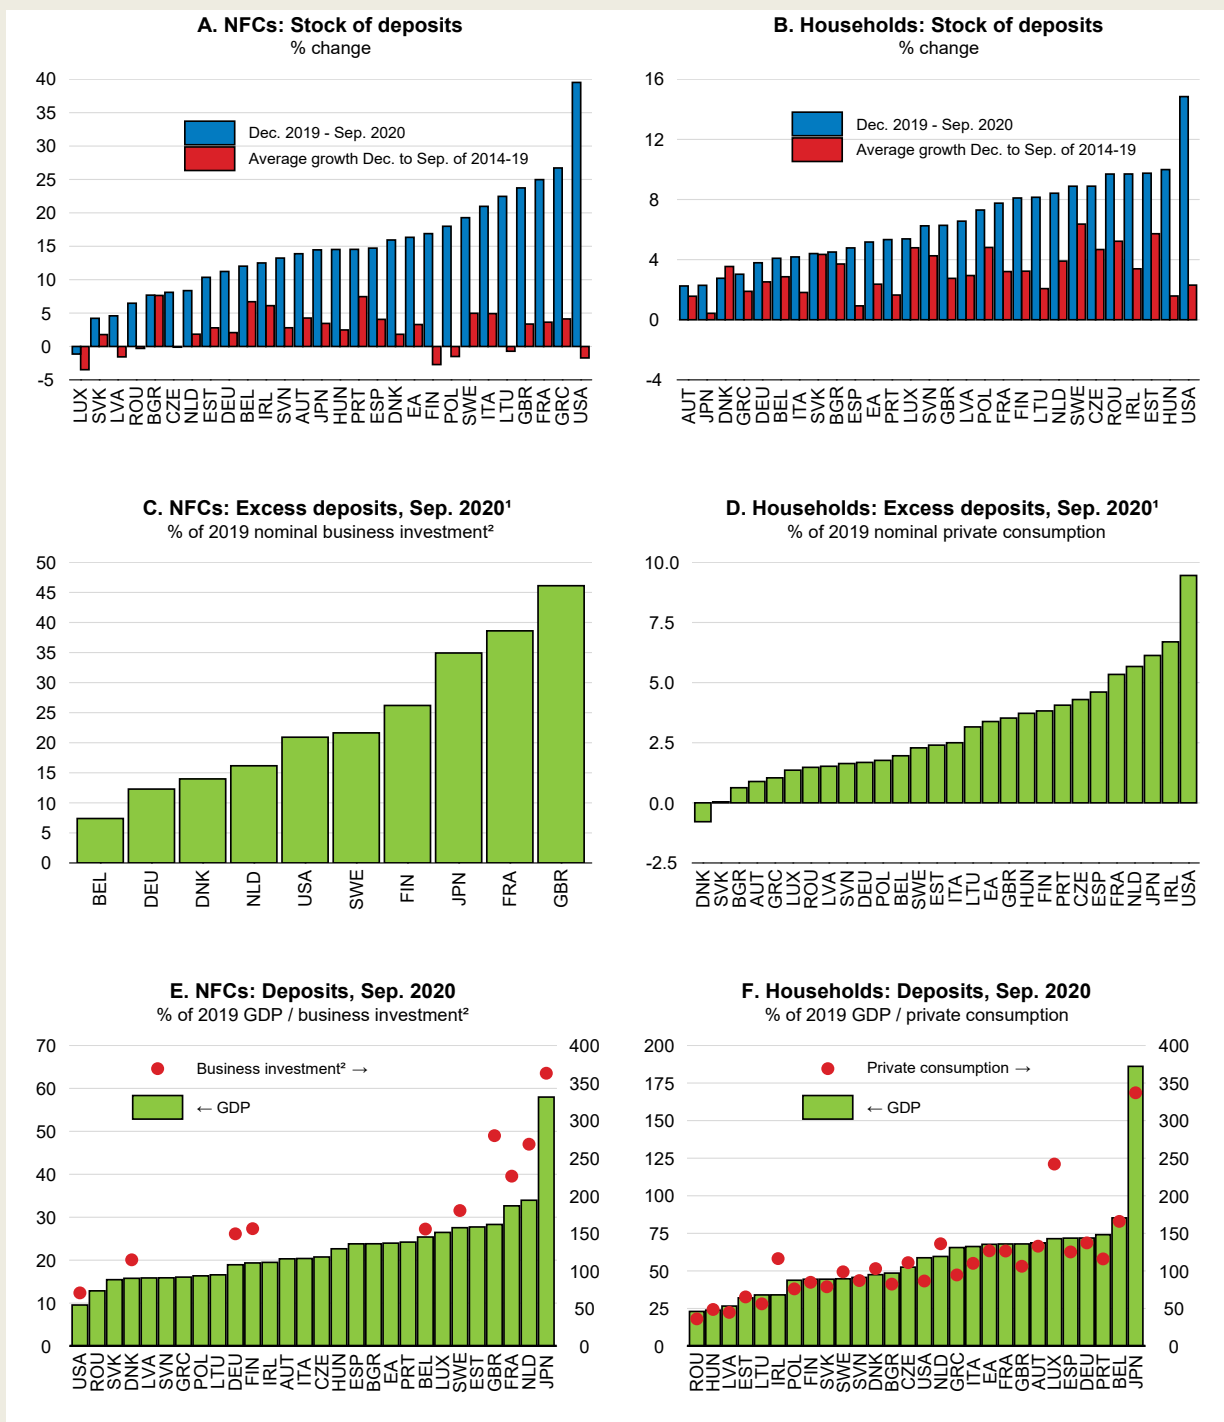 A. NFCs: Stock of deposits
% change
40
35
30
25
20
15
10
5
0
-5
Dec. 2019 - Sep. 2020
Average growth Dec. to Sep. of 2014-19
LUX SVK LVA ROU BGR CZE NLD EST DEU BEL IRL SVN AUT JPN HUN PRT ESP DNK EA FIN POL SWE ITA LTU GBR FRA GRC USA
B. Households: Stock of deposits
% change
16
12
8
4
0
-4
Dec. 2019 - Sep. 2020
Average growth Dec. to Sep. of 2014-19
AUT JPN DNK GRC DEU BEL ITA SVK BGR ESP EA PRT LUX SVN GBR LVA POL FRA FIN LTU NLD SWE CZE ROU IRL EST HUN USA
C. NFCs: Excess deposits, Sep. 2020¹
% of 2019 nominal business investment²
50
45
40
35
30
25
20
15
10
5
0
BEL DEU DNK NLD USA SWE FIN JPN FRA GBR
D. Households: Excess deposits, Sep. 2020¹
% of 2019 nominal private consumption
10.0
7.5
5.0
2.5
0.0
-2.5
DNK SVK BGR AUT GRC LUX ROU LVA SVN DEU POL BEL SWE EST ITA LTU EA GBR HUN FIN PRT CZE ESP FRA NLD JPN IRL USA
E. NFCs: Deposits, Sep. 2020
% of 2019 GDP / business investment²
70
60
50
40
30
20
10
0
400
350
300
250
200
150
100
50
0
Business investment² →
← GDP
USA ROU SVK DNK LVA SVN GRC POL LTU DEU FIN IRL AUT ITA CZE HUN ESP BGR EA PRT BEL LUX SWE EST GBR FRA NLD JPN
F. Households: Deposits, Sep. 2020
% of 2019 GDP / private consumption
200
175
150
125
100
75
50
25
0
400
350
300
250
200
150
100
50
0
Private consumption →
← GDP
ROU HUN LVA EST LTU IRL POL FIN SVK SWE SVN DNK BGR CZE USA NLD GRC ITA EA FRA GBR AUT LUX ESP DEU PRT BEL JPN